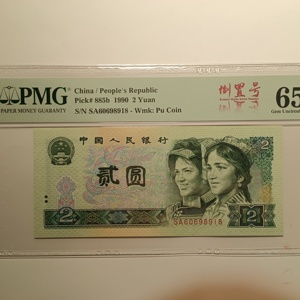 PMG
PAPER MONEY GUARANTY
China / People's Republic
Pick# 885b 1990 2 Yuan
S/N SA60698918 - Wmk: Pu Coin
倒置号
65
Gem Uncirculated
中国人民银行
贰圆
2
2
2
SA60698918